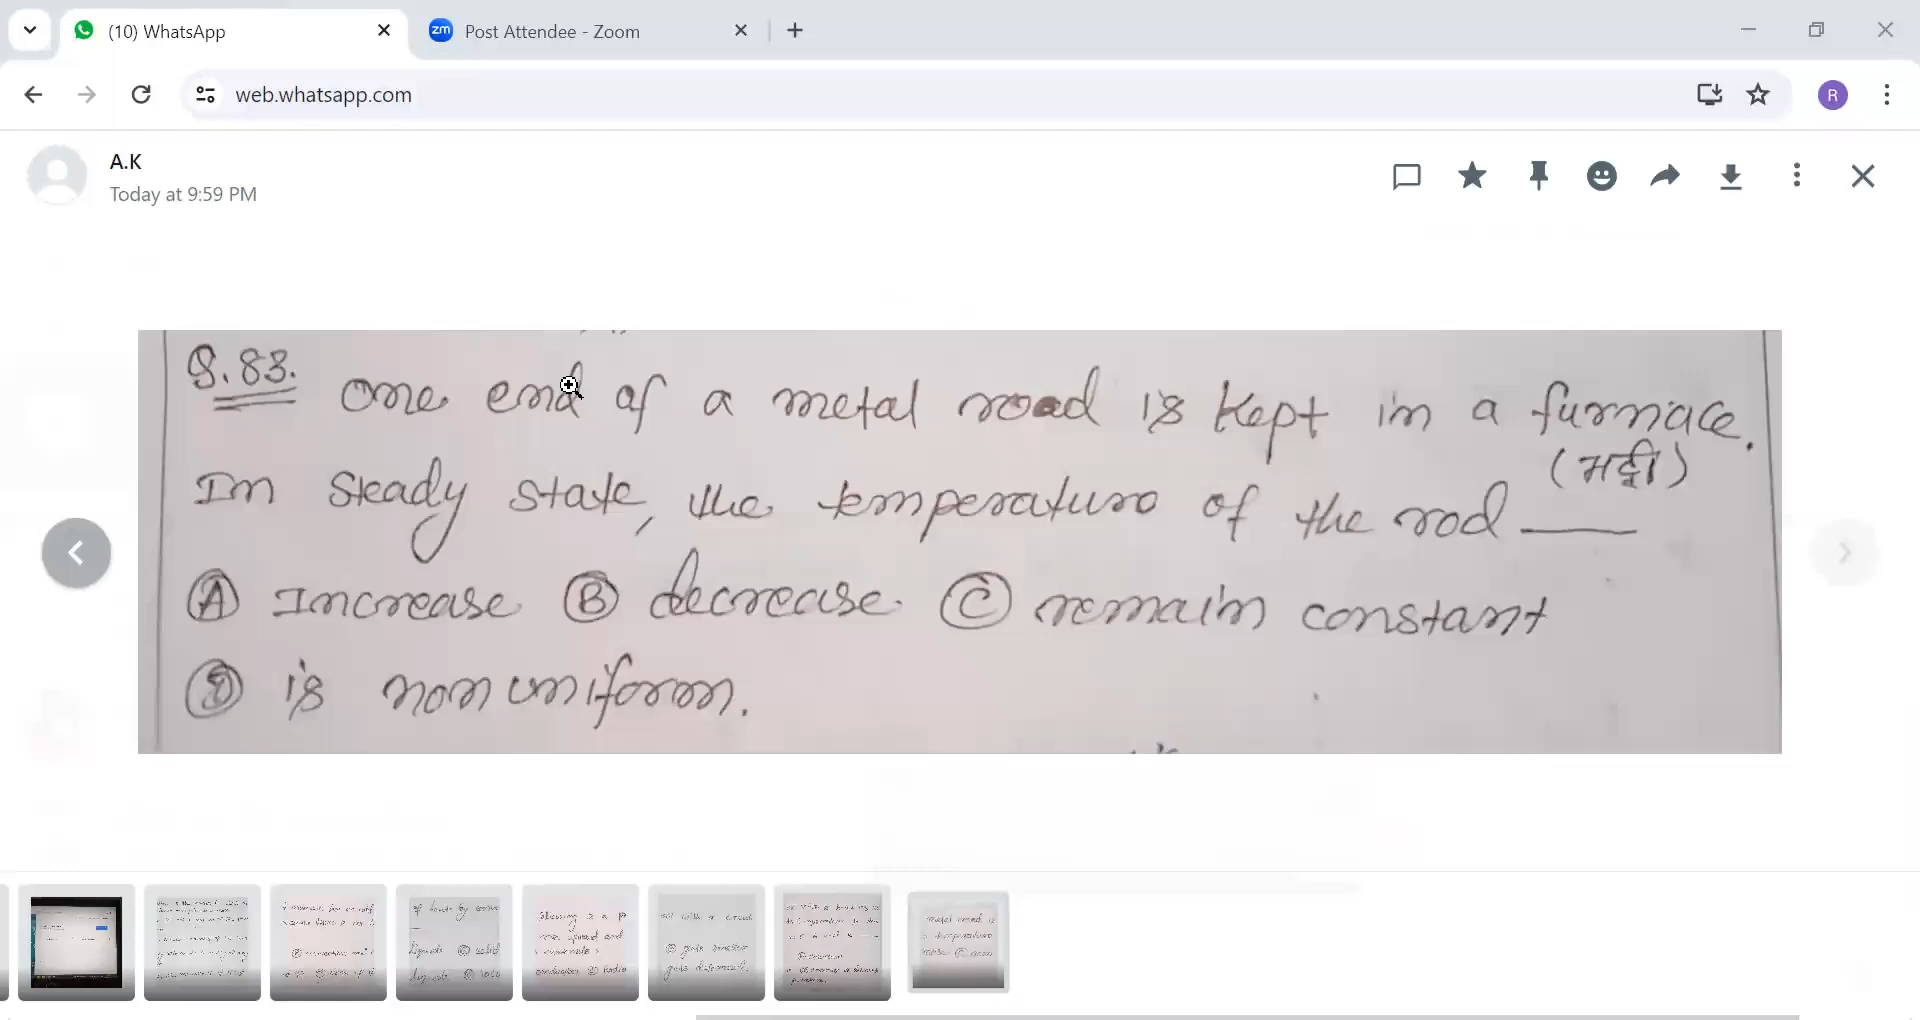 (10) WhatsApp
zm Post Attendee - Zoom
web.whatsapp.com
R
A.K
Today at 9:59 PM
Q.83. One end of a metal road is kept in a furnace.
(भट्टी)
In steady state, the temperature of the rod ____
(A) Increase (B) decrease. (C) remain constant
(D) is non uniform.